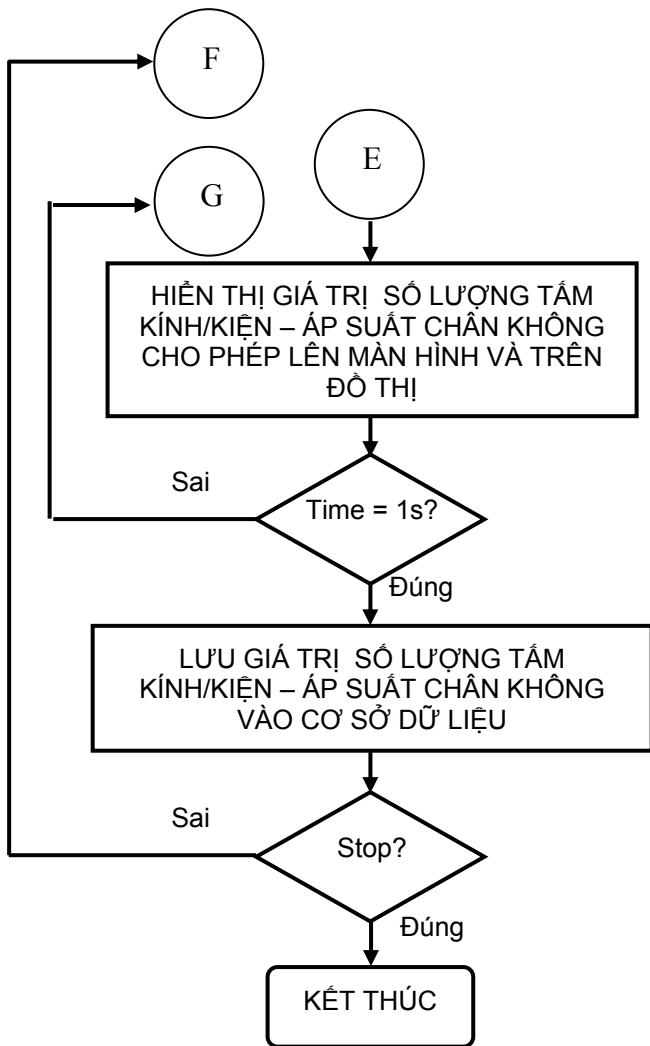 F
E
G
HIỂN THỊ GIÁ TRỊ SỐ LƯỢNG TẤM
KÍNH/KIỆN – ÁP SUẤT CHÂN KHÔNG
CHO PHÉP LÊN MÀN HÌNH VÀ TRÊN
ĐỒ THỊ
Sai
Time = 1s?
Đúng
LƯU GIÁ TRỊ SỐ LƯỢNG TẤM
KÍNH/KIỆN – ÁP SUẤT CHÂN KHÔNG
VÀO CƠ SỞ DỮ LIỆU
Sai
Stop?
Đúng
KẾT THÚC